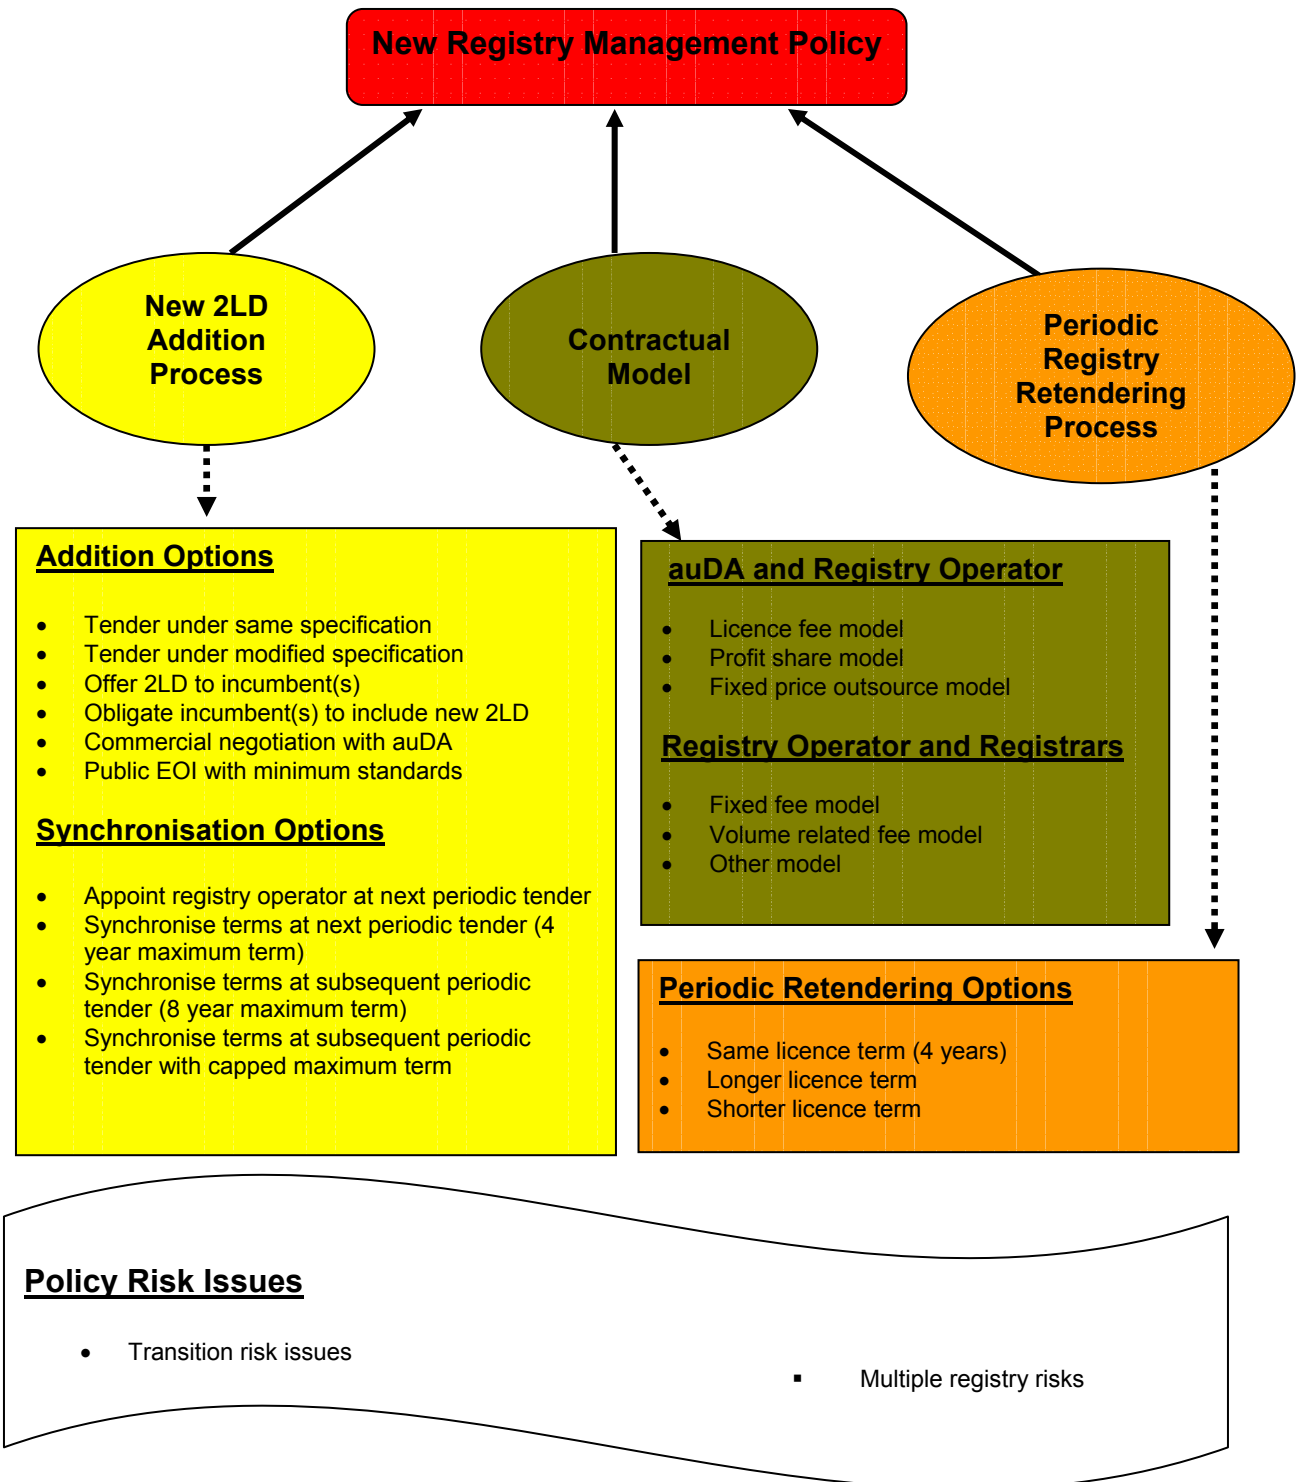 New Registry Management Policy
New 2LD
Addition
Process
Contractual
Model
Periodic
Registry
Retendering
Process
Addition Options
• Tender under same specification
• Tender under modified specification
• Offer 2LD to incumbent(s)
• Obligate incumbent(s) to include new 2LD
• Commercial negotiation with auDA
• Public EOI with minimum standards
Synchronisation Options
• Appoint registry operator at next periodic tender
• Synchronise terms at next periodic tender (4
year maximum term)
• Synchronise terms at subsequent periodic
tender (8 year maximum term)
• Synchronise terms at subsequent periodic
tender with capped maximum term
auDA and Registry Operator
• Licence fee model
• Profit share model
• Fixed price outsource model
Registry Operator and Registrars
• Fixed fee model
• Volume related fee model
• Other model
Periodic Retendering Options
• Same licence term (4 years)
• Longer licence term
• Shorter licence term
Policy Risk Issues
• Transition risk issues
▪ Multiple registry risks